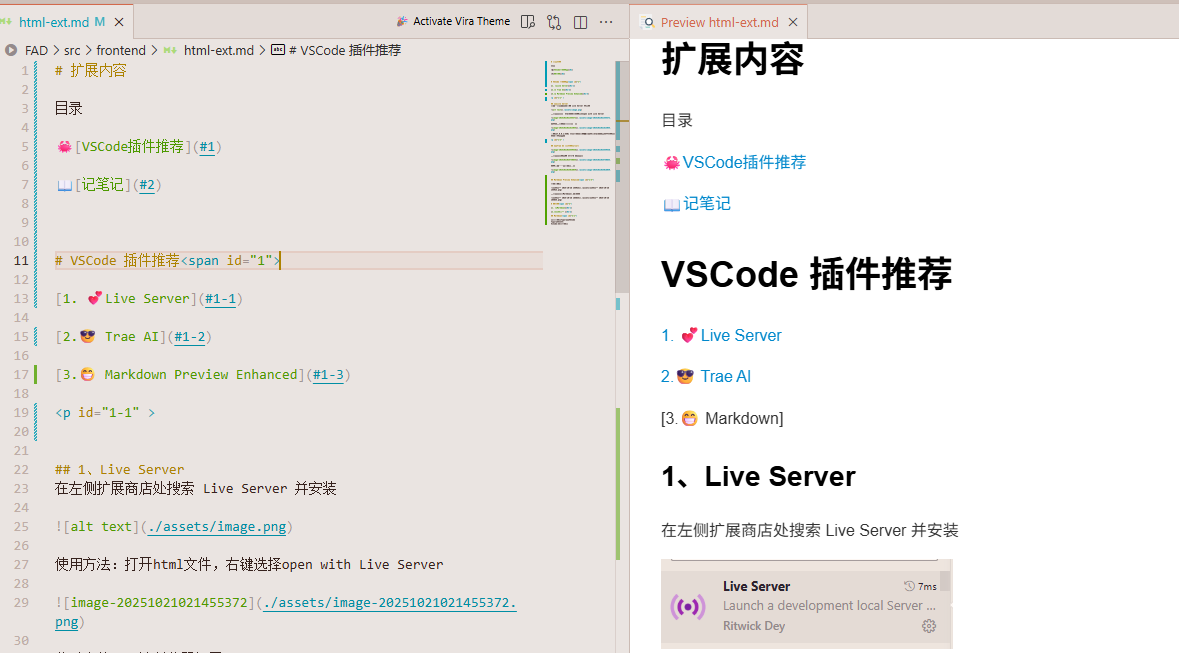 html-ext.md M
Activate Vira Theme
Preview html-ext.md
FAD > src > frontend > html-ext.md > # VSCode 插件推荐
1 # 扩展内容
2
3 目录
4
5 🦀[VSCode插件推荐](#1)
6
7 📖[记笔记](#2)
8
9
10
11 # VSCode 插件推荐<span id="1">
12
13 [1. 💕Live Server](#1-1)
14
15 [2.😎 Trae AI](#1-2)
16
17 [3.😁 Markdown Preview Enhanced](#1-3)
18
19 <p id="1-1" >
20
21
22 ## 1、Live Server
23 在左侧扩展商店处搜索 Live Server 并安装
24
25 ![alt text](./assets/image.png)
26
27 使用方法：打开html文件，右键选择open with Live Server
28
29 ![image-20251021021455372](./assets/image-20251021021455372.
png)
30
扩展内容
目录
🦀VSCode插件推荐
📖记笔记
VSCode 插件推荐
1. 💕Live Server
2.😎 Trae AI
[3.😁 Markdown]
1、Live Server
在左侧扩展商店处搜索 Live Server 并安装
Live Server 7ms
Launch a development local Server ...
Ritwick Dey